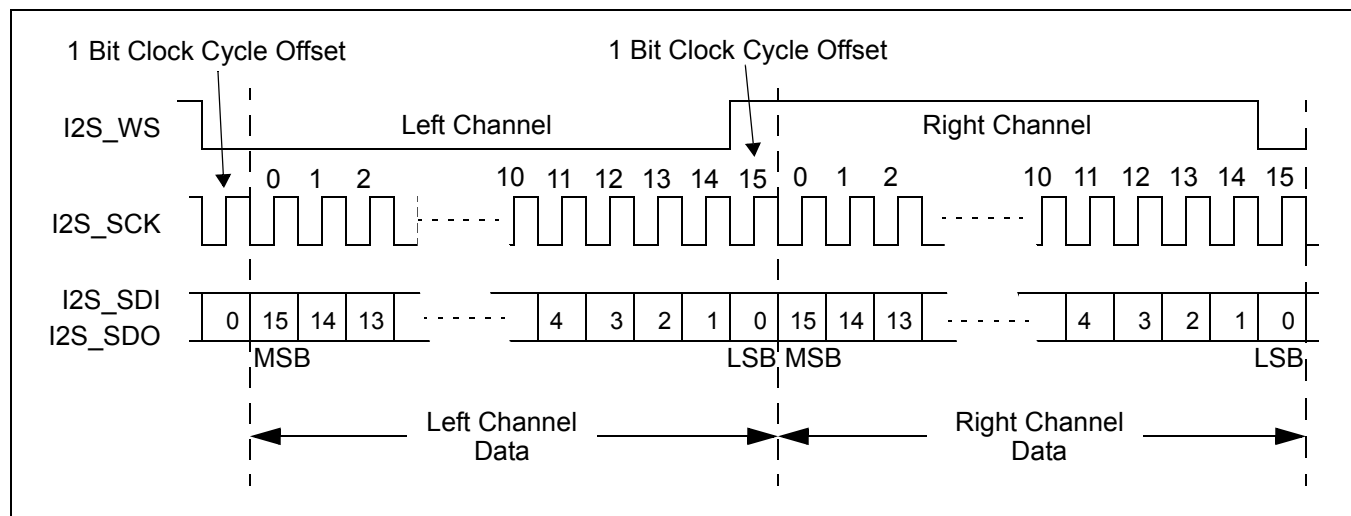 1 Bit Clock Cycle Offset 1 Bit Clock Cycle Offset
I2S_WS Left Channel Right Channel
0 1 2 10 11 12 13 14 15 0 1 2 10 11 12 13 14 15
I2S_SCK
I2S_SDI
0 15 14 13 4 3 2 1 0 15 14 13 4 3 2 1 0
I2S_SDO
MSB LSB MSB LSB
Left Channel Right Channel
Data Data